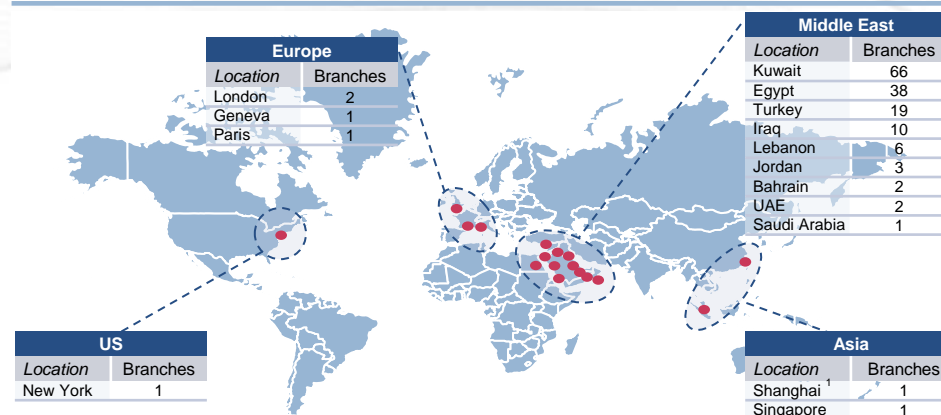 Middle East
Location Branches
Kuwait 66
Egypt 38
Turkey 19
Iraq 10
Lebanon 6
Jordan 3
Bahrain 2
UAE 2
Saudi Arabia 1
Europe
Location Branches
London 2
Geneva 1
Paris 1
US
Location Branches
New York 1
Asia
Location Branches
Shanghai 1 1
Singapore 1